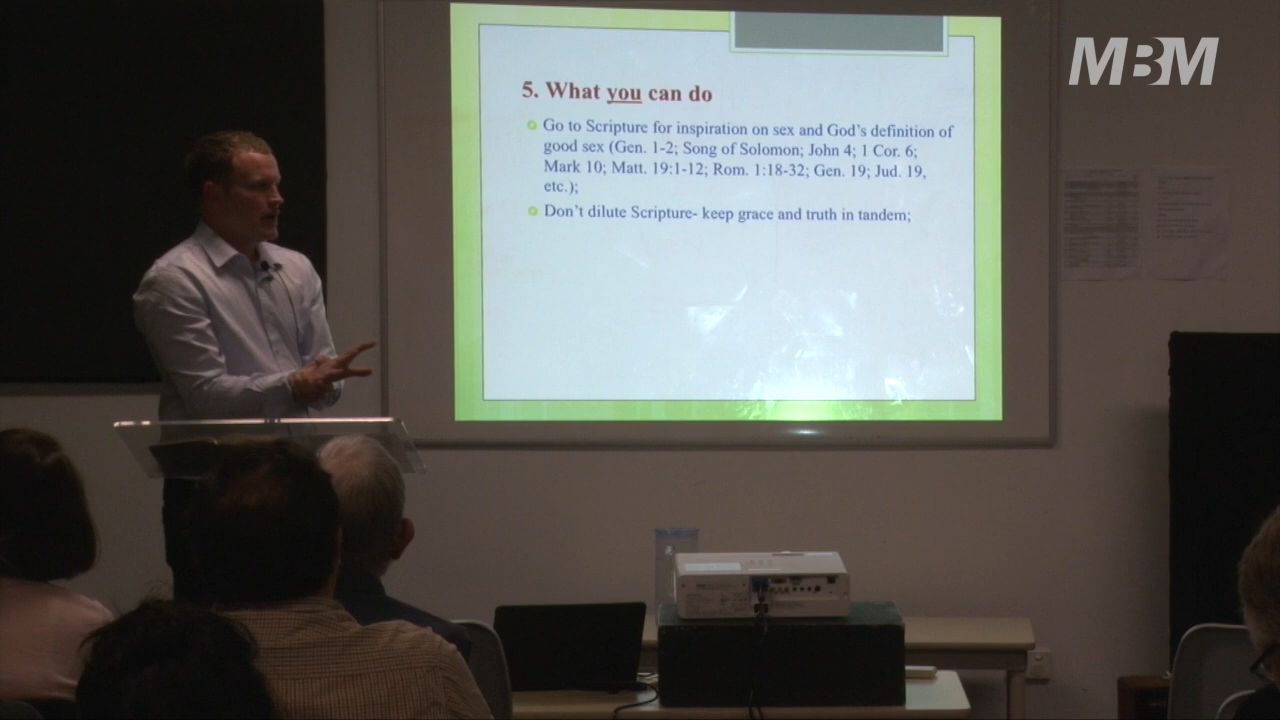 MBM
5. What you can do
Go to Scripture for inspiration on sex and God's definition of
good sex (Gen. 1-2; Song of Solomon; John 4; 1 Cor. 6;
Mark 10; Matt. 19:1-12; Rom. 1:18-32; Gen. 19; Jud. 19,
etc.);
Don't dilute Scripture- keep grace and truth in tandem;